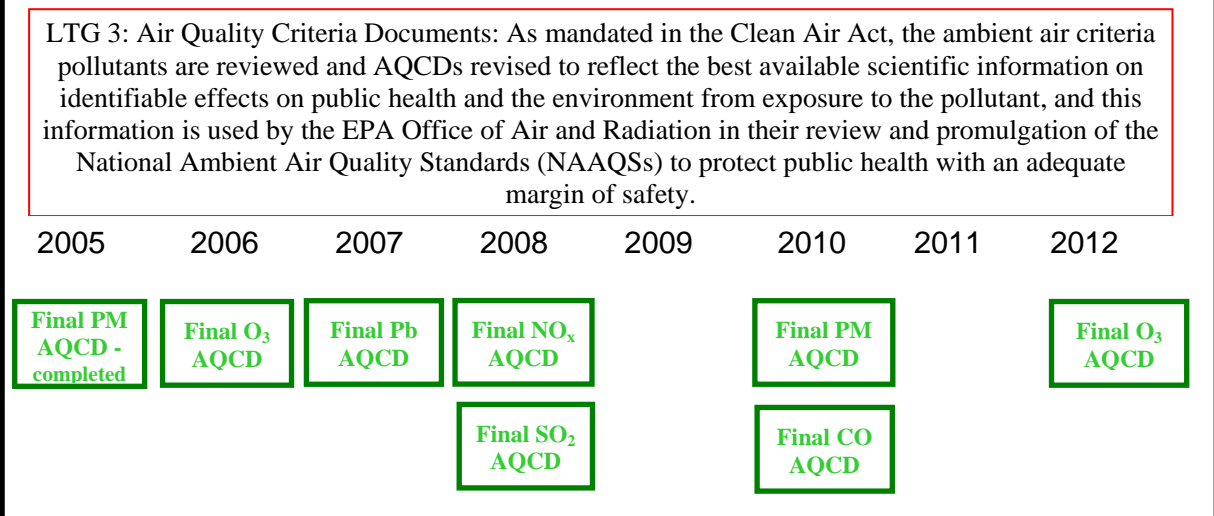 LTG 3: Air Quality Criteria Documents: As mandated in the Clean Air Act, the ambient air criteria
pollutants are reviewed and AQCDs revised to reflect the best available scientific information on
identifiable effects on public health and the environment from exposure to the pollutant, and this
information is used by the EPA Office of Air and Radiation in their review and promulgation of the
National Ambient Air Quality Standards (NAAQSs) to protect public health with an adequate
margin of safety.
2005 2006 2007 2008 2009 2010 2011 2012
Final PM
AQCD -
completed
Final O₃
AQCD
Final Pb
AQCD
Final NOₓ
AQCD
Final PM
AQCD
Final O₃
AQCD
Final SO₂
AQCD
Final CO
AQCD